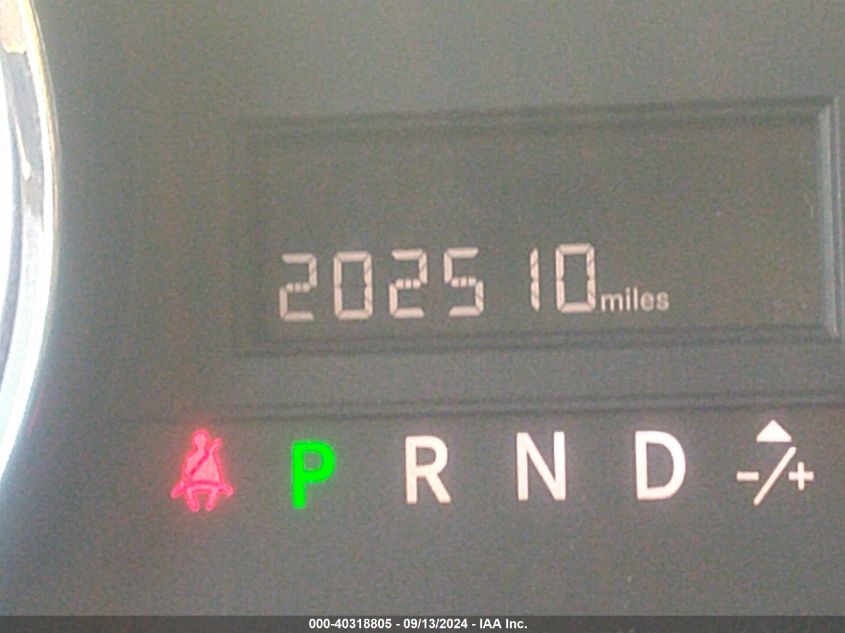 202510 miles
P R N D -/+
000-40318805 - 09/13/2024 - IAA Inc.